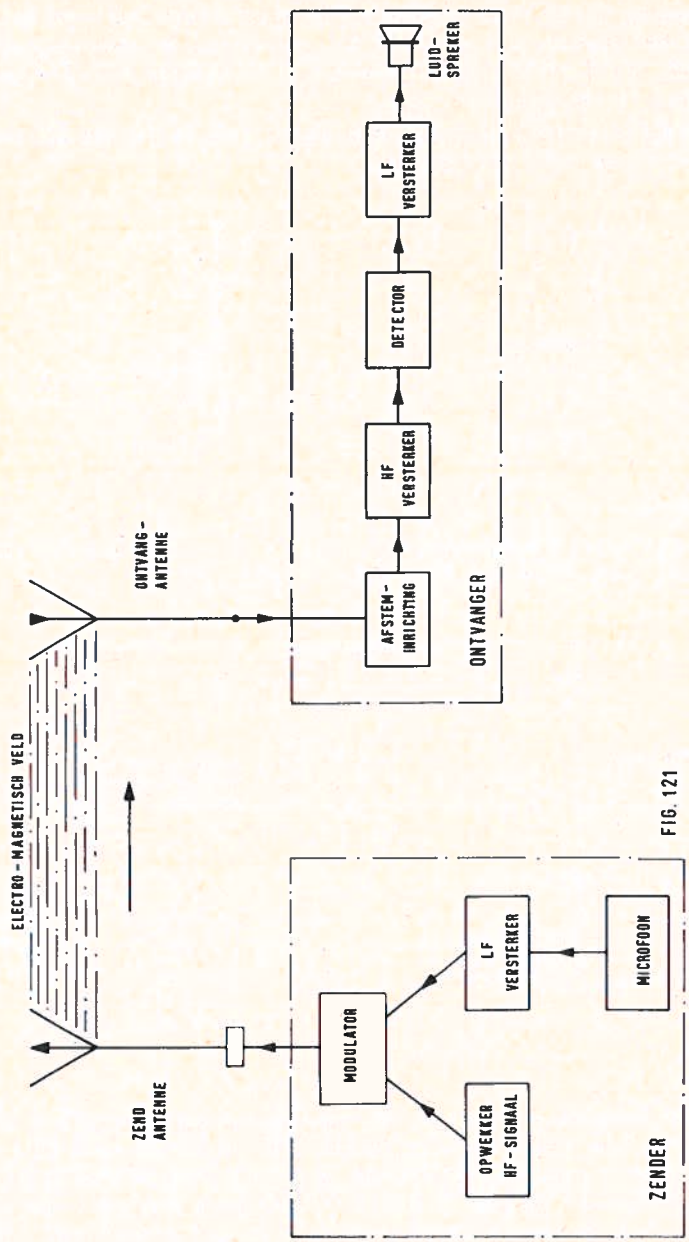 ELECTRO-MAGNETISCH VELD
ZEND
ANTENNE
ONTVANG-
ANTENNE
MODULATOR
OPWEKKER
HF-SIGNAAL
LF
VERSTERKER
MICROFOON
ZENDER
AFSTEM-
INRICHTING
HF
VERSTERKER
DETECTOR
LF
VERSTERKER
LUID-
SPREKER
ONTVANGER
FIG. 121